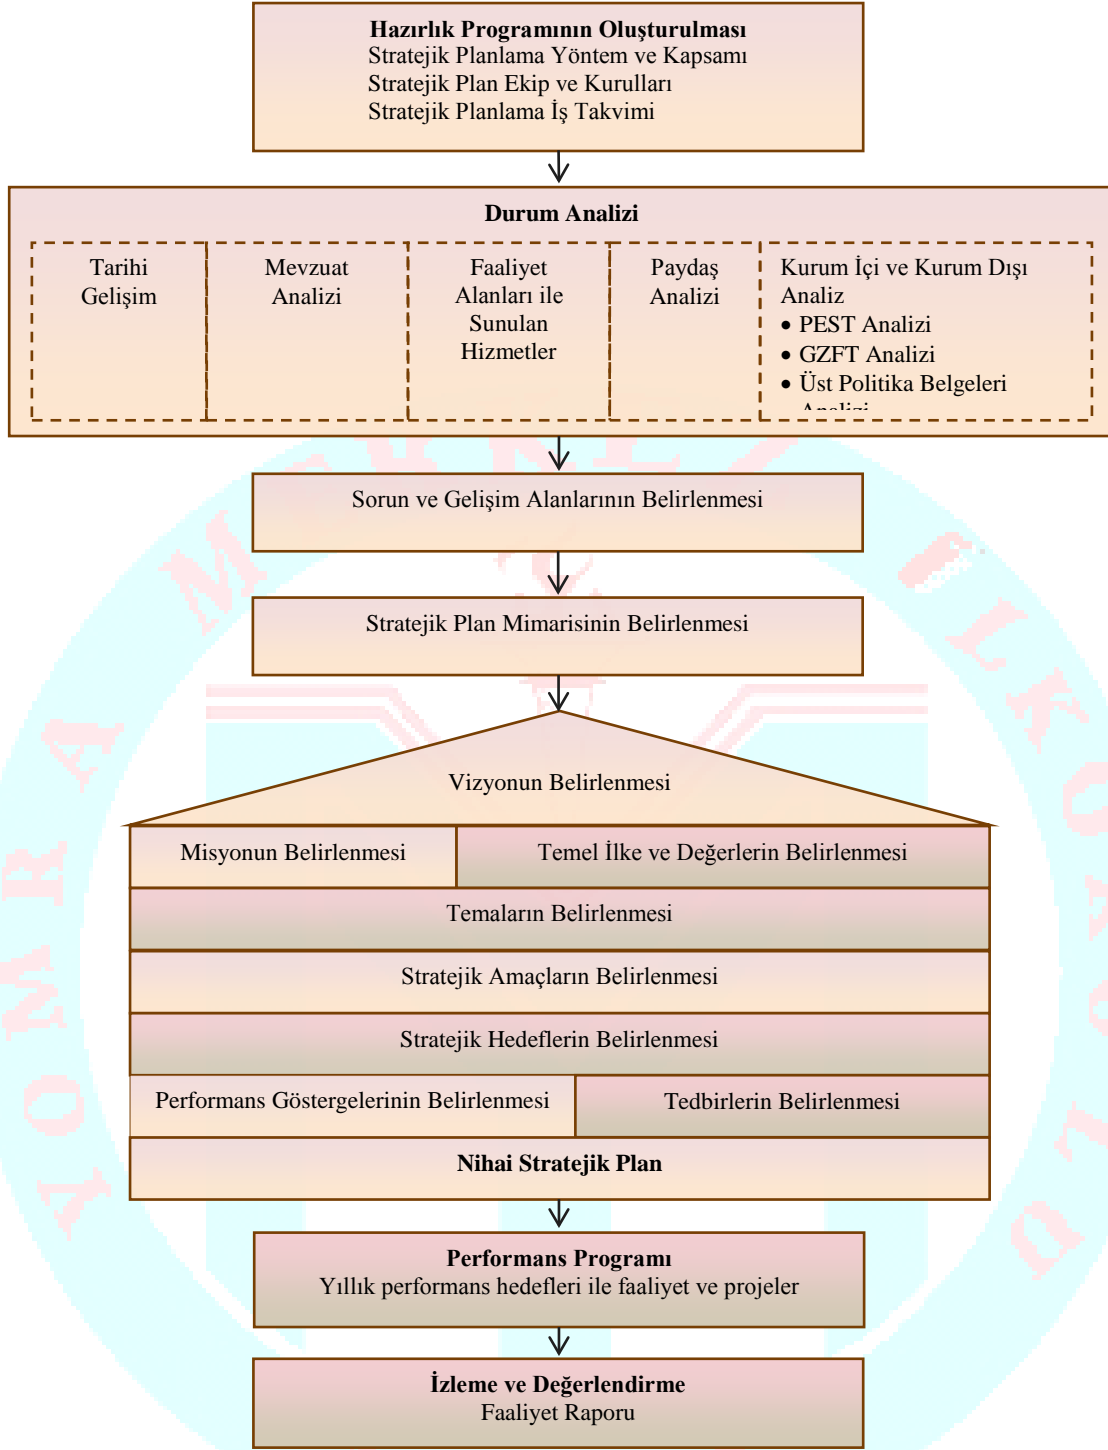 Hazırlık Programının Oluşturulması
Stratejik Planlama Yöntem ve Kapsamı
Stratejik Plan Ekip ve Kurulları
Stratejik Planlama İş Takvimi
Durum Analizi
Tarihi
Gelişim
Mevzuat
Analizi
Faaliyet
Alanları ile
Sunulan
Hizmetler
Paydaş
Analizi
Kurum İçi ve Kurum Dışı
Analiz
• PEST Analizi
• GZFT Analizi
• Üst Politika Belgeleri
Analizi
Sorun ve Gelişim Alanlarının Belirlenmesi
Stratejik Plan Mimarisinin Belirlenmesi
Vizyonun Belirlenmesi
Misyonun Belirlenmesi
Temel İlke ve Değerlerin Belirlenmesi
Temaların Belirlenmesi
Stratejik Amaçların Belirlenmesi
Stratejik Hedeflerin Belirlenmesi
Performans Göstergelerinin Belirlenmesi
Tedbirlerin Belirlenmesi
Nihai Stratejik Plan
Performans Programı
Yıllık performans hedefleri ile faaliyet ve projeler
İzleme ve Değerlendirme
Faaliyet Raporu
YOMRA MERKEZ İLKOKULU